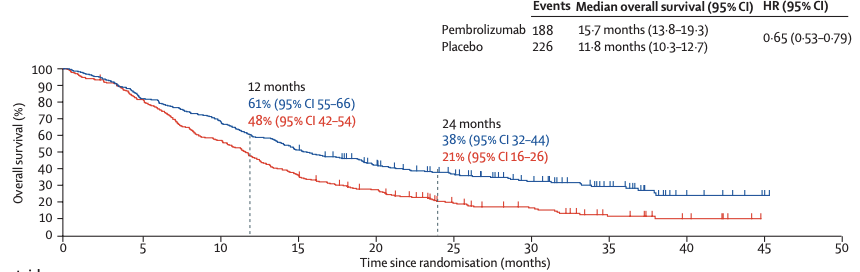 Events Median overall survival (95% CI) HR (95% CI)
Pembrolizumab 188 15·7 months (13·8–19·3)
0·65 (0·53–0·79)
Placebo 226 11·8 months (10·3–12·7)
Overall survival (%)
100
90
80
70
60
50
40
30
20
10
0
12 months
61% (95% CI 55–66)
48% (95% CI 42–54)
24 months
38% (95% CI 32–44)
21% (95% CI 16–26)
0 5 10 15 20 25 30 35 40 45 50
Time since randomisation (months)